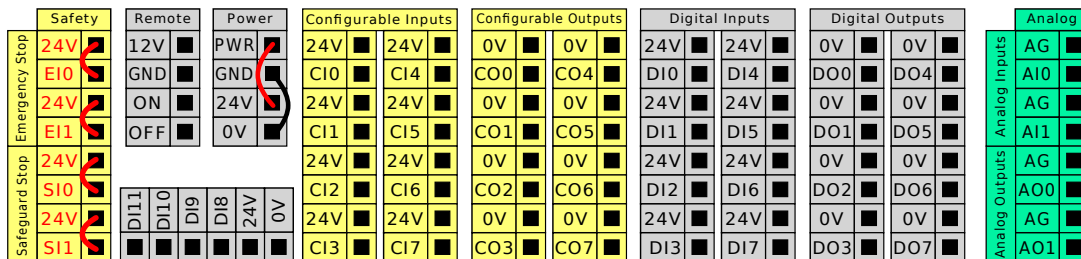 Safety Remote Power Configurable Inputs Configurable Outputs Digital Inputs Digital Outputs Analog
Emergency Stop
24V 12V PWR 24V 24V 0V 0V 24V 24V 0V 0V AG
EI0 GND GND CI0 CI4 CO0 CO4 DI0 DI4 DO0 DO4 AI0
24V ON 24V 24V 24V 0V 0V 24V 24V 0V 0V AG
EI1 OFF 0V CI1 CI5 CO1 CO5 DI1 DI5 DO1 DO5 AI1
Analog Inputs
Safeguard Stop
24V 24V 24V 0V 0V 24V 24V 0V 0V AG
SI0 CI2 CI6 CO2 CO6 DI2 DI6 DO2 DO6 AO0
24V 24V 24V 0V 0V 24V 24V 0V 0V AG
SI1 CI3 CI7 CO3 CO7 DI3 DI7 DO3 DO7 AO1
Analog Outputs
DI11 DI10 DI9 DI8 24V 0V